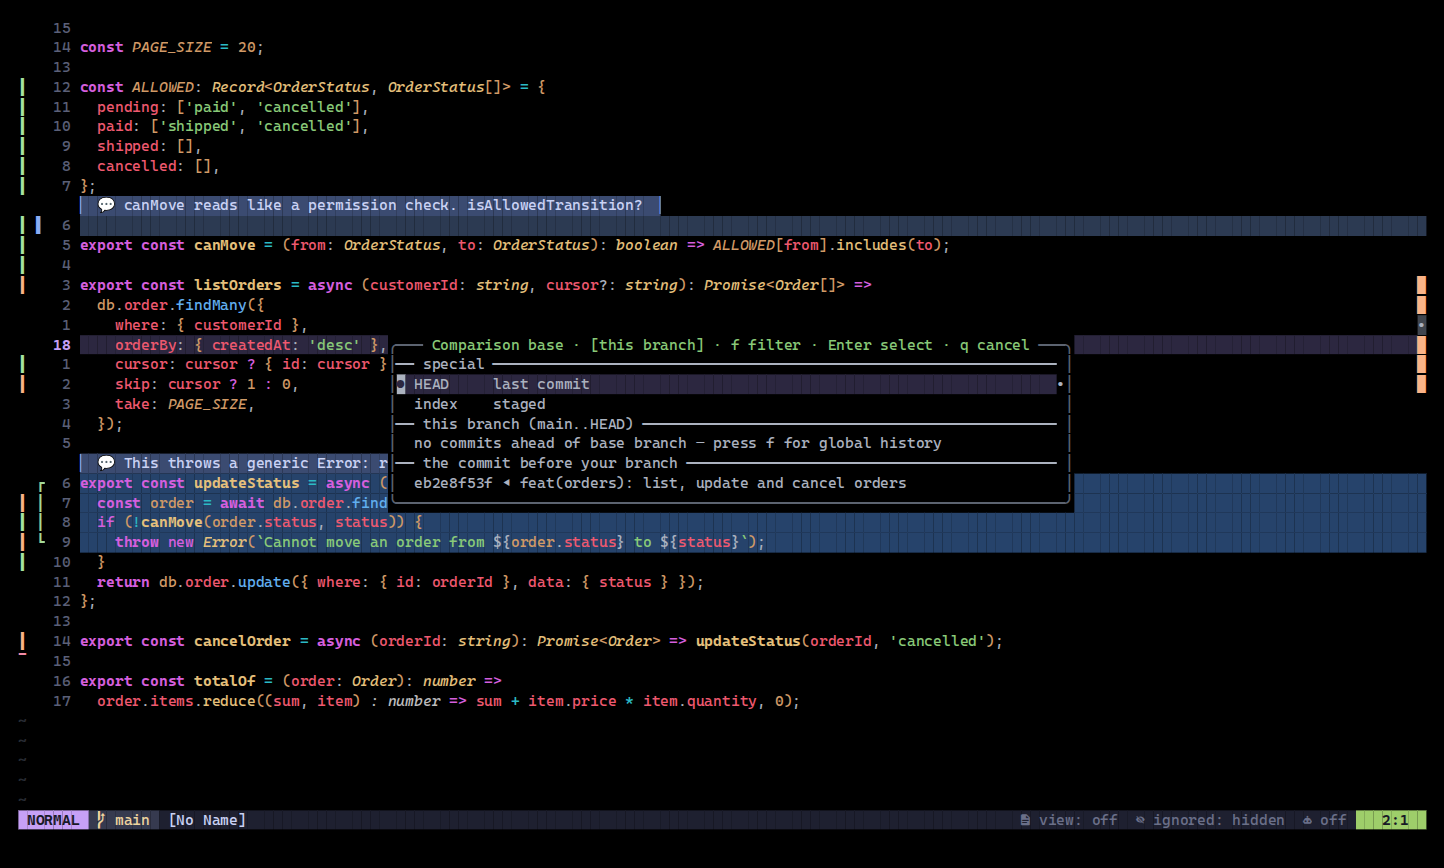 15
14 const PAGE_SIZE = 20;
13
12 const ALLOWED: Record<OrderStatus, OrderStatus[]> = {
11   pending: ['paid', 'cancelled'],
10   paid: ['shipped', 'cancelled'],
9   shipped: [],
8   cancelled: [],
7 };
💬 canMove reads like a permission check. isAllowedTransition?
6
5 export const canMove = (from: OrderStatus, to: OrderStatus): boolean => ALLOWED[from].includes(to);
4
3 export const listOrders = async (customerId: string, cursor?: string): Promise<Order[]> =>
2   db.order.findMany({
1     where: { customerId },
18     orderBy: { createdAt: 'desc' },
Comparison base · [this branch] · f filter · Enter select · q cancel
1     cursor: cursor ? { id: cursor }
special
2     skip: cursor ? 1 : 0,
● HEAD     last commit •
3     take: PAGE_SIZE,
index    staged
4   });
this branch (main..HEAD)
5
no commits ahead of base branch — press f for global history
💬 This throws a generic Error: r
the commit before your branch
6 export const updateStatus = async (
eb2e8f53f ◂ feat(orders): list, update and cancel orders
7   const order = await db.order.find
8   if (!canMove(order.status, status)) {
9     throw new Error(`Cannot move an order from ${order.status} to ${status}`);
10   }
11   return db.order.update({ where: { id: orderId }, data: { status } });
12 };
13
14 export const cancelOrder = async (orderId: string): Promise<Order> => updateStatus(orderId, 'cancelled');
15
16 export const totalOf = (order: Order): number =>
17   order.items.reduce((sum, item) : number => sum + item.price * item.quantity, 0);
~
~
~
~
~
NORMAL main [No Name] view: off ignored: hidden off 2:1